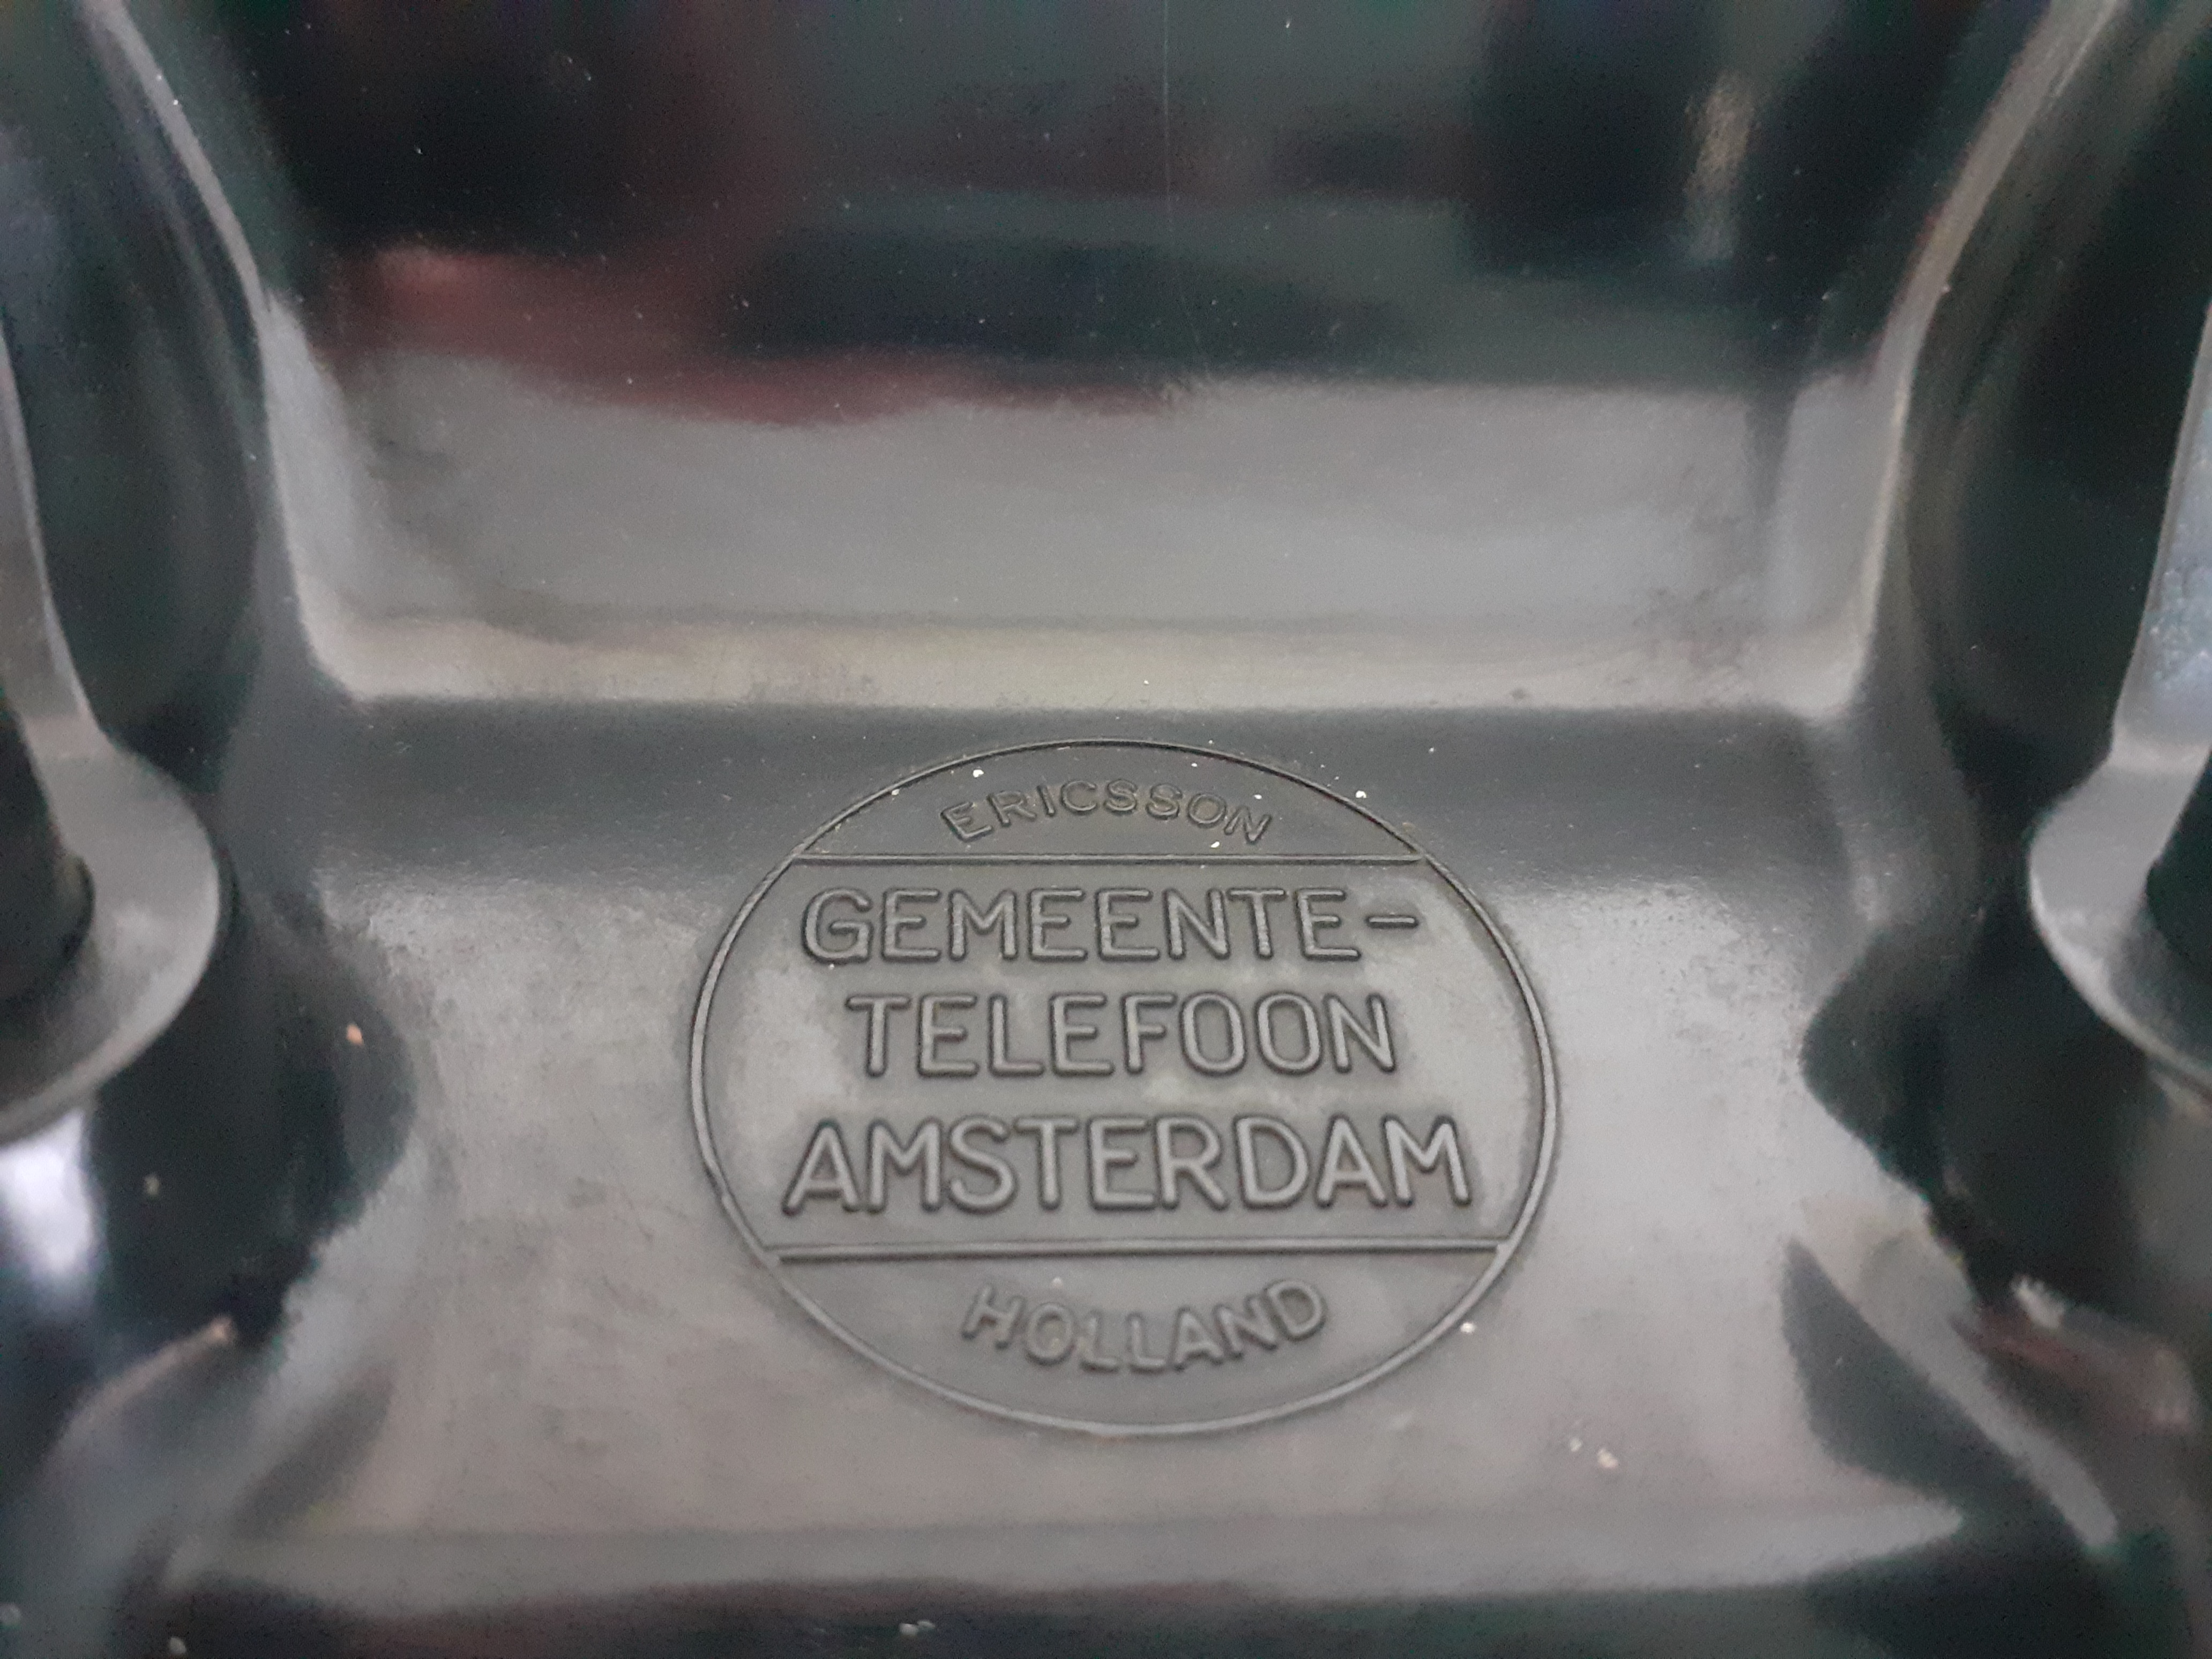 ERICSSON
GEMEENTE-
TELEFOON
AMSTERDAM
HOLLAND